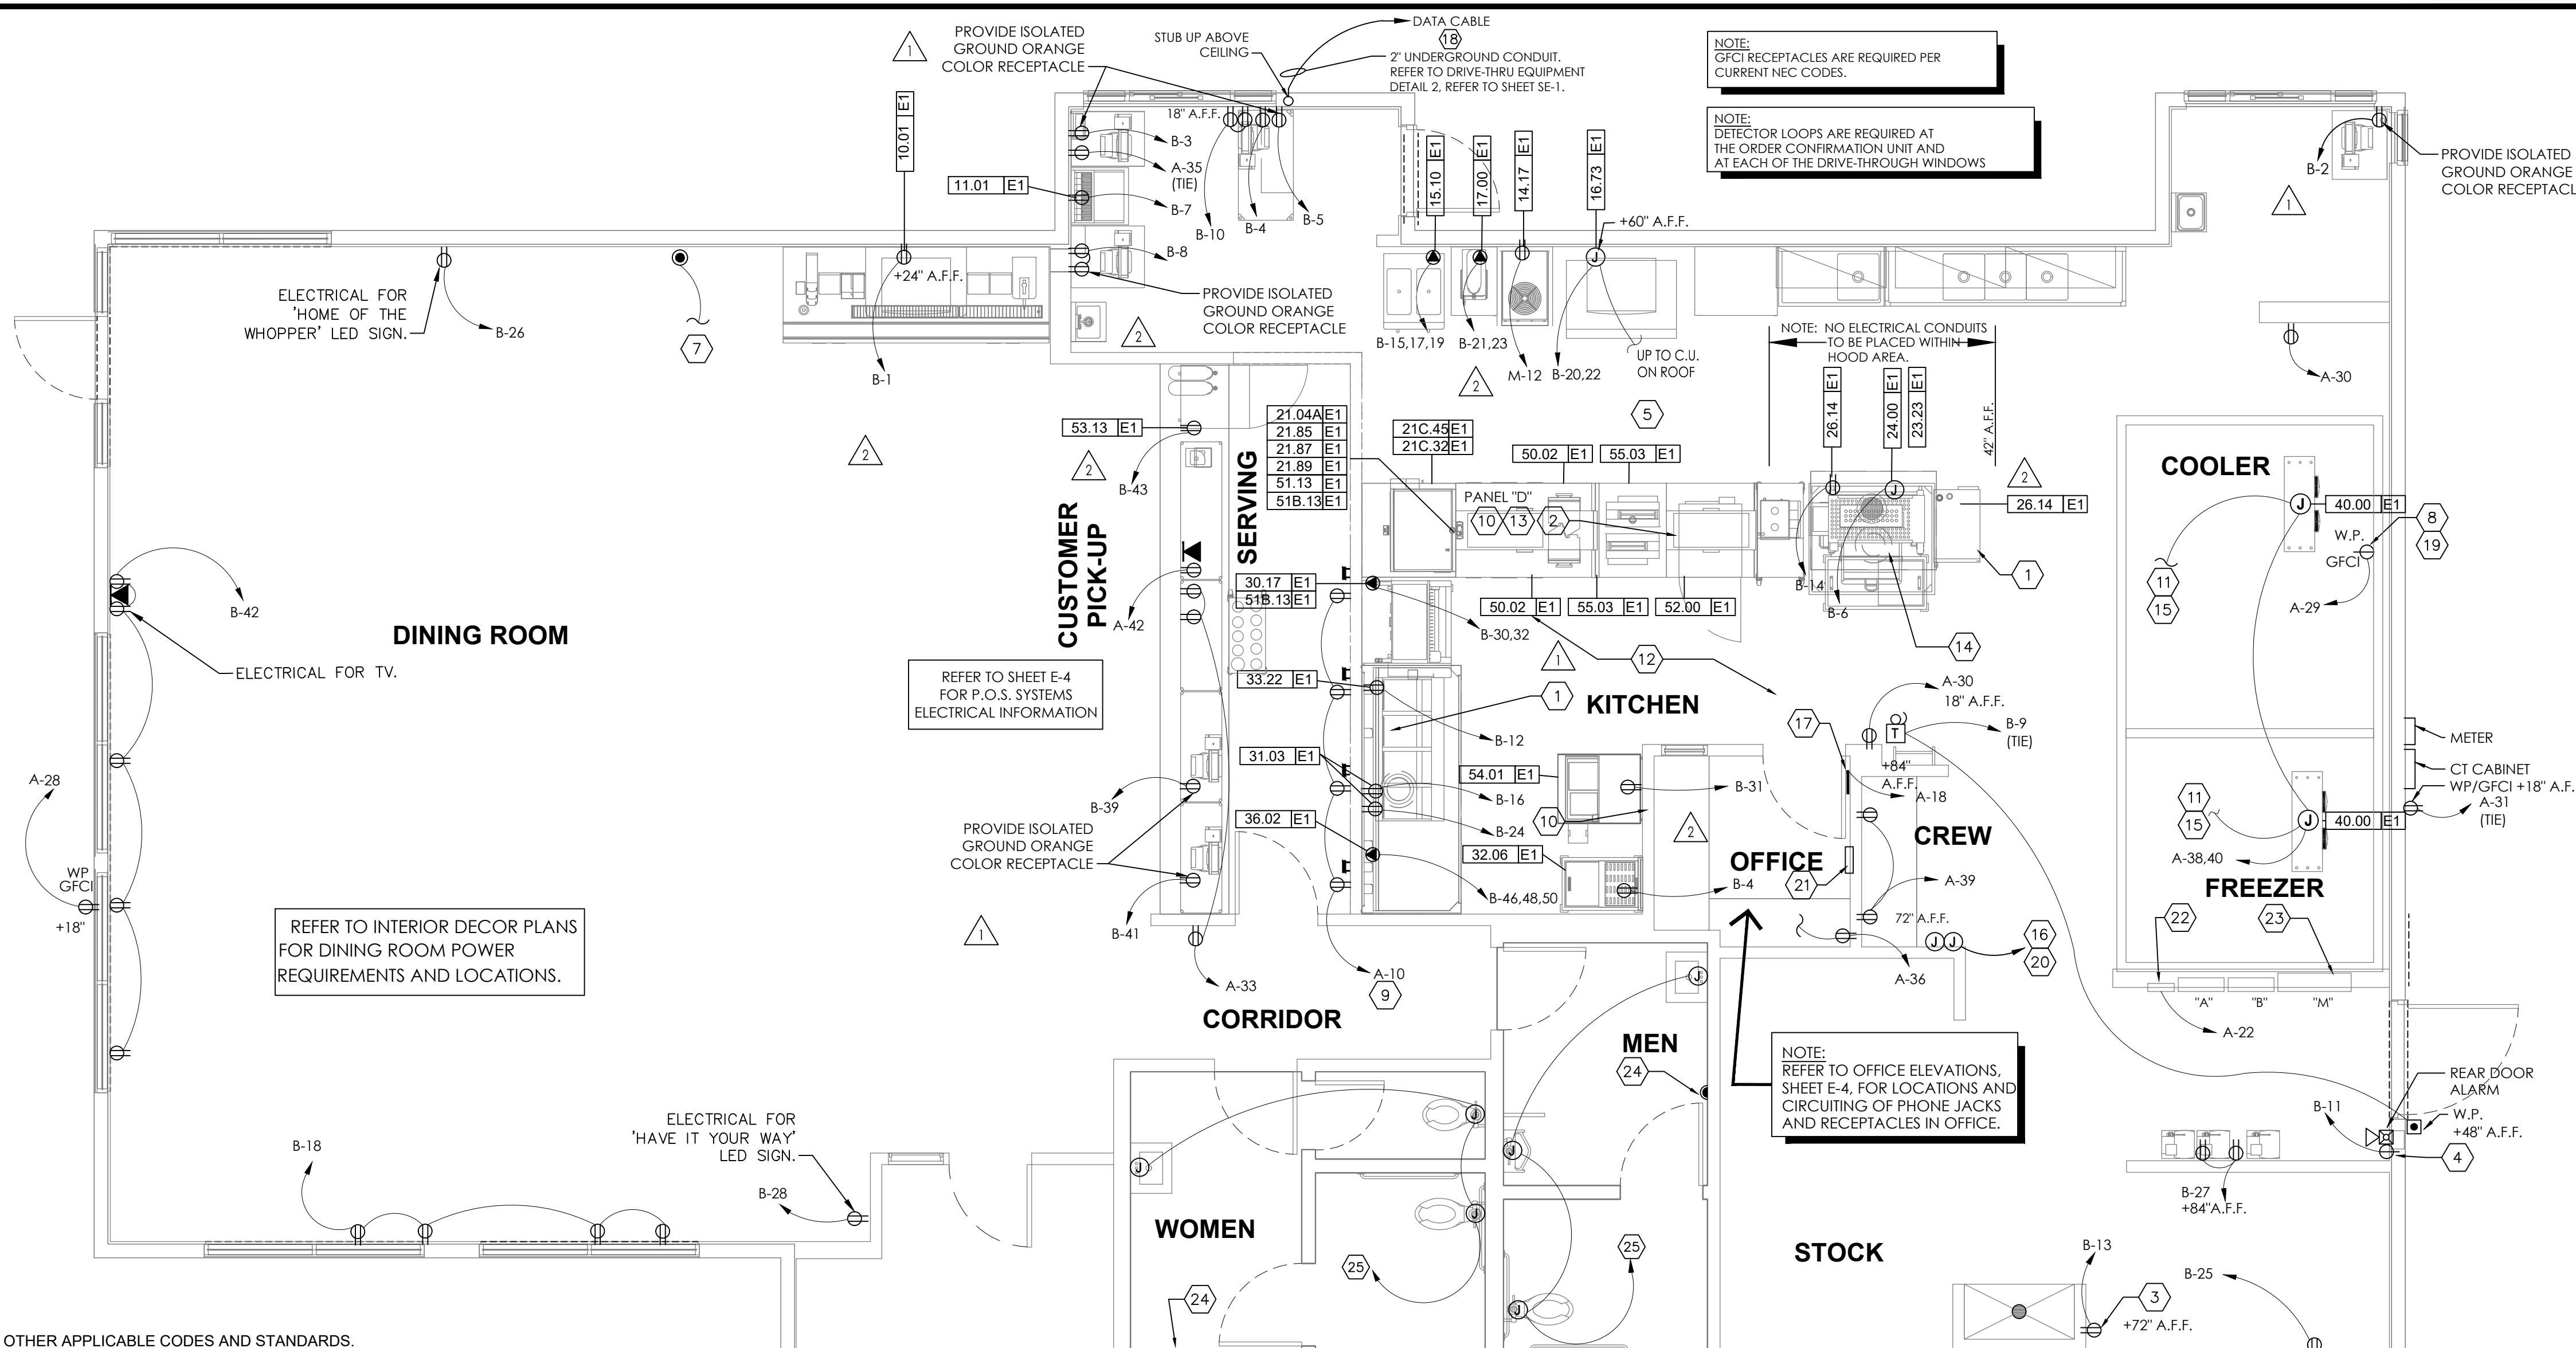 PROVIDE ISOLATED
GROUND ORANGE
COLOR RECEPTACLE
1
STUB UP ABOVE
CEILING
DATA CABLE
18
2" UNDERGROUND CONDUIT.
REFER TO DRIVE-THRU EQUIPMENT
DETAIL 2, REFER TO SHEET SE-1.
NOTE:
GFCI RECEPTACLES ARE REQUIRED PER
CURRENT NEC CODES.
NOTE:
DETECTOR LOOPS ARE REQUIRED AT
THE ORDER CONFIRMATION UNIT AND
AT EACH OF THE DRIVE-THROUGH WINDOWS
10.01 E1
18" A.F.F.
B-3
A-35
(TIE)
11.01 E1
B-7
B-10
B-4
B-5
B-8
15.10 E1
17.00 E1
14.17 E1
16.73 E1
+60" A.F.F.
J
B-2
PROVIDE ISOLATED
GROUND ORANGE
COLOR RECEPTACL
1
ELECTRICAL FOR
'HOME OF THE
WHOPPER' LED SIGN.
B-26
7
+24" A.F.F.
B-1
PROVIDE ISOLATED
GROUND ORANGE
COLOR RECEPTACLE
2
B-15,17,19
B-21,23
M-12
B-20,22
UP TO C.U.
ON ROOF
2
5
NOTE: NO ELECTRICAL CONDUITS
TO BE PLACED WITHIN
HOOD AREA.
26.14 E1
24.00 E1
23.23 E1
42" A.F.F.
A-30
2
53.13 E1
2
B-43
CUSTOMER
PICK-UP
SERVING
21.04A E1
21.85 E1
21.87 E1
21.89 E1
51.13 E1
51B.13 E1
21C.45 E1
21C.32 E1
50.02 E1
55.03 E1
PANEL "D"
10
13
2
J
2
26.14 E1
1
COOLER
J
40.00 E1
W.P.
GFCI
8
19
A-29
11
15
B-42
DINING ROOM
ELECTRICAL FOR TV.
A-42
30.17 E1
51B.13 E1
B-30,32
50.02 E1
55.03 E1
52.00 E1
B-14
B-6
14
REFER TO SHEET E-4
FOR P.O.S. SYSTEMS
ELECTRICAL INFORMATION
33.22 E1
1
12
1
KITCHEN
B-12
A-30
18" A.F.F.
17
T
B-9
(TIE)
METER
CT CABINET
WP/GFCI +18" A.F.
A-31
(TIE)
31.03 E1
B-16
54.01 E1
B-31
+84"
A.F.F.
A-18
11
15
J
40.00 E1
A-38,40
FREEZER
A-28
B-39
B-24
10
2
CREW
PROVIDE ISOLATED
GROUND ORANGE
COLOR RECEPTACLE
36.02 E1
32.06 E1
OFFICE
21
B-4
A-39
WP
GFCI
+18"
B-46,48,50
72" A.F.F.
22
23
REFER TO INTERIOR DECOR PLANS
FOR DINING ROOM POWER
REQUIREMENTS AND LOCATIONS.
B-41
1
J J
16
20
A-33
A-10
9
A-36
"A"
"B"
"M"
A-22
CORRIDOR
J
MEN
24
NOTE:
REFER TO OFFICE ELEVATIONS,
SHEET E-4, FOR LOCATIONS AND
CIRCUITING OF PHONE JACKS
AND RECEPTACLES IN OFFICE.
REAR DOOR
ALARM
W.P.
+48" A.F.F.
B-11
4
ELECTRICAL FOR
'HAVE IT YOUR WAY'
LED SIGN.
B-18
B-28
J
J
J
B-27
+84"A.F.F.
WOMEN
J
25
25
STOCK
B-13
B-25
24
J
3
+72" A.F.F.
OTHER APPLICABLE CODES AND STANDARDS.